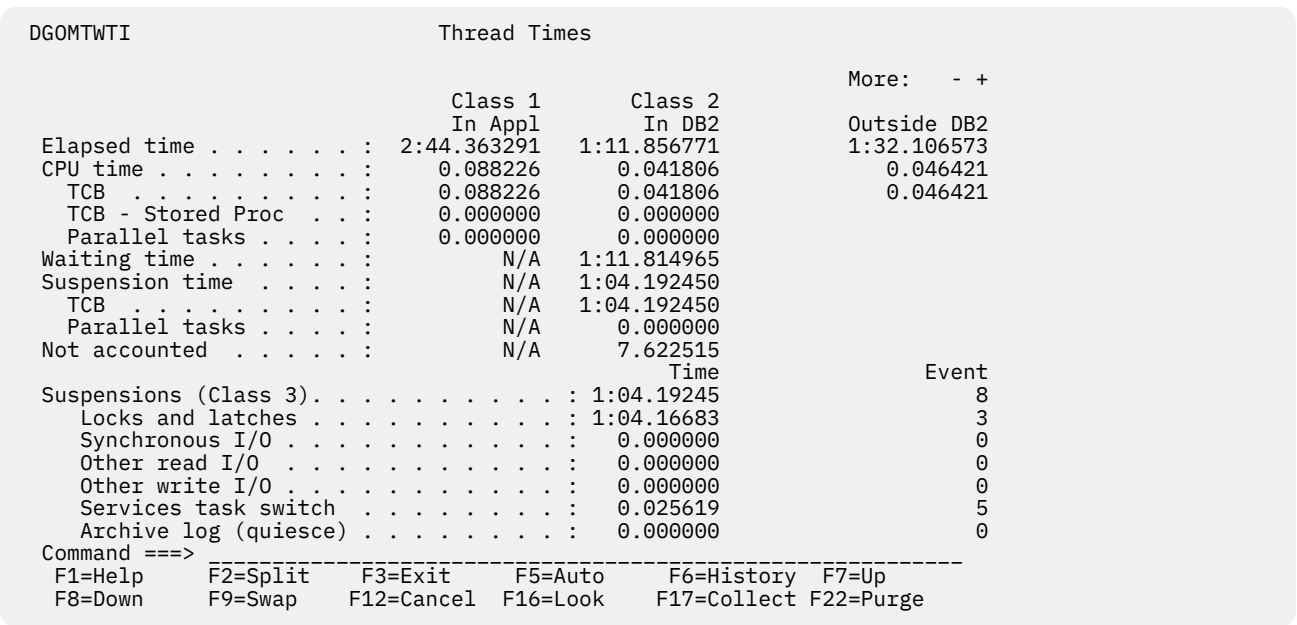 DGOMTWTI                        Thread Times

                                                                More:   - +
                                 Class 1       Class 2
                                 In Appl        In DB2          Outside DB2
 Elapsed time . . . . . . :  2:44.363291   1:11.856771          1:32.106573
 CPU time . . . . . . . . :     0.088226      0.041806             0.046421
   TCB  . . . . . . . . . :     0.088226      0.041806             0.046421
   TCB - Stored Proc  . . :     0.000000      0.000000
   Parallel tasks . . . . :     0.000000      0.000000
 Waiting time . . . . . . :          N/A   1:11.814965
 Suspension time  . . . . :          N/A   1:04.192450
   TCB  . . . . . . . . . :          N/A   1:04.192450
   Parallel tasks . . . . :          N/A      0.000000
 Not accounted  . . . . . :          N/A      7.622515
                                                  Time                Event
 Suspensions (Class 3). . . . . . . . . . : 1:04.19245                    8
    Locks and latches . . . . . . . . . . : 1:04.16683                    3
    Synchronous I/O . . . . . . . . . . . :   0.000000                    0
    Other read I/O  . . . . . . . . . . . :   0.000000                    0
    Other write I/O . . . . . . . . . . . :   0.000000                    0
    Services task switch  . . . . . . . . :   0.025619                    5
    Archive log (quiesce) . . . . . . . . :   0.000000                    0
 Command ===> ___________________________________________________________
  F1=Help     F2=Split    F3=Exit     F5=Auto     F6=History  F7=Up
  F8=Down     F9=Swap    F12=Cancel  F16=Look    F17=Collect F22=Purge